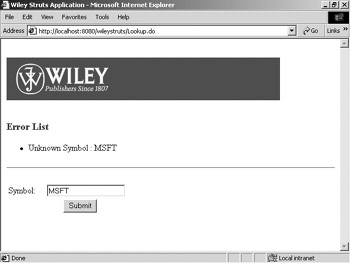 Wiley Struts Application - Microsoft Internet Explorer
File Edit View Favorites Tools Help
Address http://localhost:8080/wileystruts/Lookup.do Go Links »
WILEY
Publishers Since 1807
Error List
• Unknown Symbol : MSFT
Symbol: MSFT
Submit
Done Local intranet